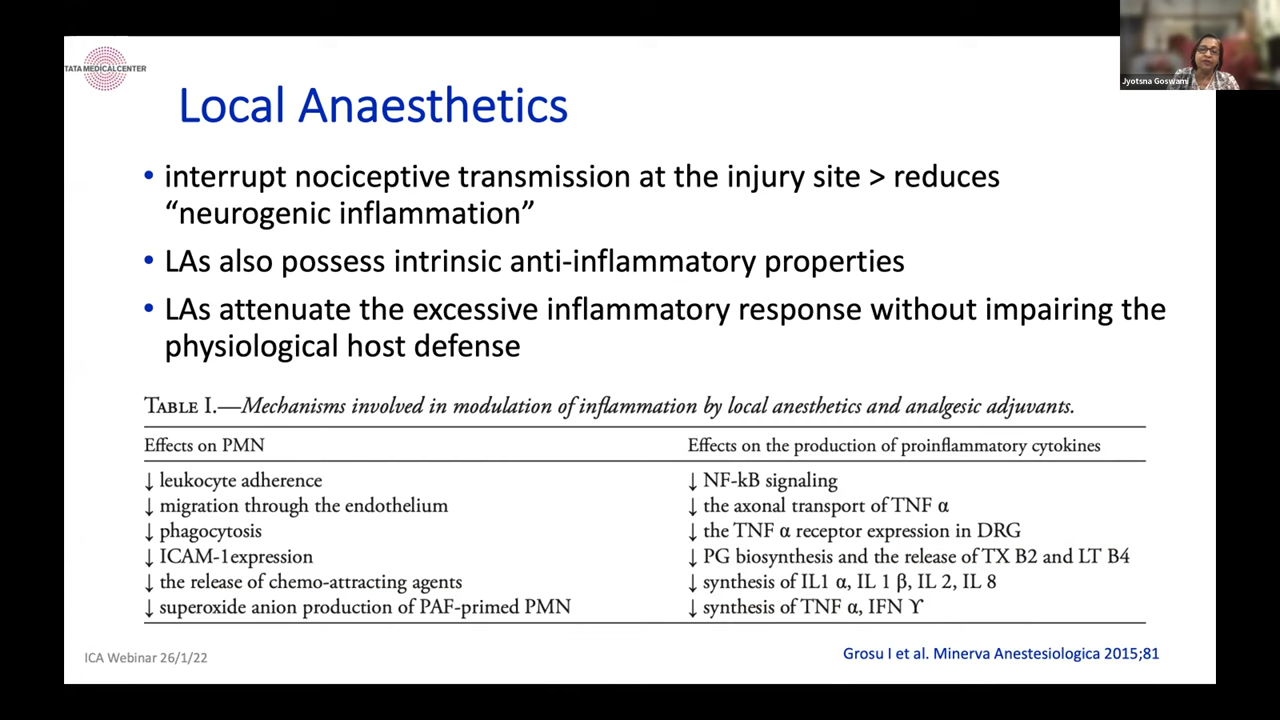 TATA MEDICAL CENTER
Jyotsna Goswami
Local Anaesthetics
• interrupt nociceptive transmission at the injury site > reduces
“neurogenic inflammation”
• LAs also possess intrinsic anti-inflammatory properties
• LAs attenuate the excessive inflammatory response without impairing the
physiological host defense
TABLE I.—Mechanisms involved in modulation of inflammation by local anesthetics and analgesic adjuvants.
Effects on PMN Effects on the production of proinflammatory cytokines
↓ leukocyte adherence ↓ NF-kB signaling
↓ migration through the endothelium ↓ the axonal transport of TNF α
↓ phagocytosis ↓ the TNF α receptor expression in DRG
↓ ICAM-1expression ↓ PG biosynthesis and the release of TX B2 and LT B4
↓ the release of chemo-attracting agents ↓ synthesis of IL1 α, IL 1 β, IL 2, IL 8
↓ superoxide anion production of PAF-primed PMN ↓ synthesis of TNF α, IFN ϒ
ICA Webinar 26/1/22
Grosu I et al. Minerva Anestesiologica 2015;81